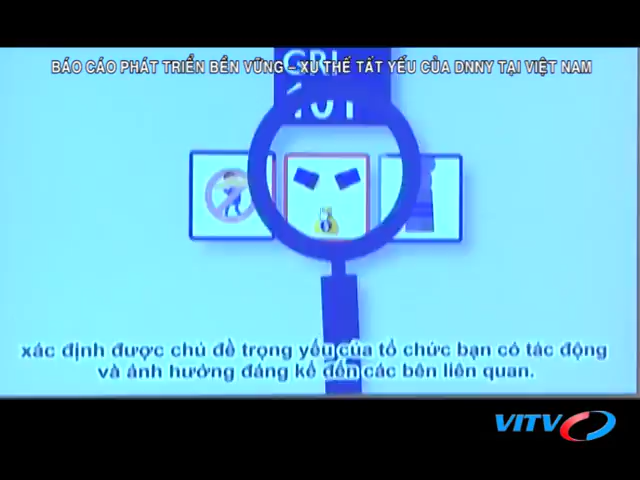 BÁO CÁO PHÁT TRIỂN BỀN VỮNG – XU THẾ TẤT YẾU CỦA DNNY TẠI VIỆT NAM
GRI
101
xác định được chủ đề trọng yếu của tổ chức bạn có tác động
và ảnh hưởng đáng kể đến các bên liên quan.
VITV